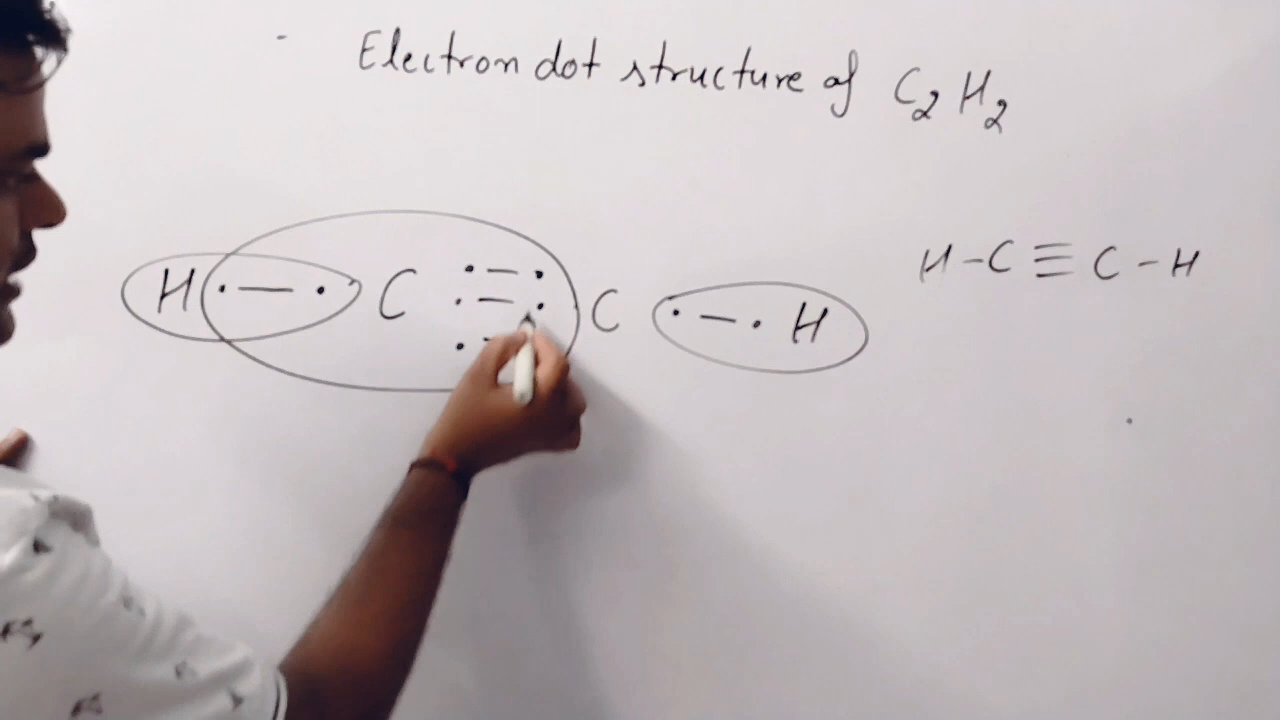 Electron dot structure of C₂H₂
H · — · C · — · · — · · — C · — · H
H - C ≡ C - H